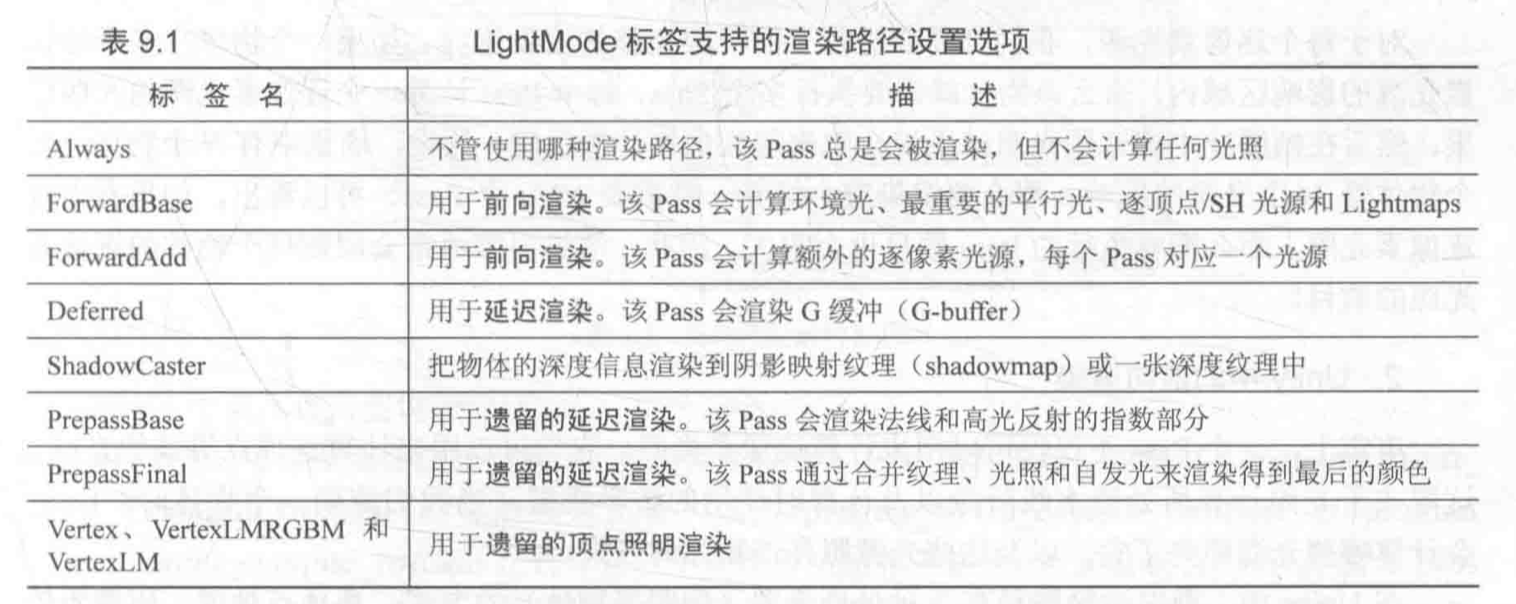 表 9.1 LightMode 标签支持的渲染路径设置选项
标 签 名 描 述
Always 不管使用哪种渲染路径，该 Pass 总是会被渲染，但不会计算任何光照
ForwardBase 用于前向渲染。该 Pass 会计算环境光、最重要的平行光、逐顶点/SH 光源和 Lightmaps
ForwardAdd 用于前向渲染。该 Pass 会计算额外的逐像素光源，每个 Pass 对应一个光源
Deferred 用于延迟渲染。该 Pass 会渲染 G 缓冲（G-buffer）
ShadowCaster 把物体的深度信息渲染到阴影映射纹理（shadowmap）或一张深度纹理中
PrepassBase 用于遗留的延迟渲染。该 Pass 会渲染法线和高光反射的指数部分
PrepassFinal 用于遗留的延迟渲染。该 Pass 通过合并纹理、光照和自发光来渲染得到最后的颜色
Vertex、VertexLMRGBM 和
VertexLM 用于遗留的顶点照明渲染